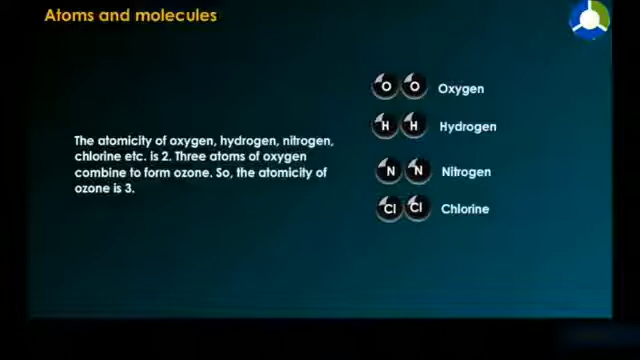 Atoms and molecules
O O Oxygen
H H Hydrogen
The atomicity of oxygen, hydrogen, nitrogen,
chlorine etc. is 2. Three atoms of oxygen
combine to form ozone. So, the atomicity of
ozone is 3.
N N Nitrogen
Cl Cl Chlorine